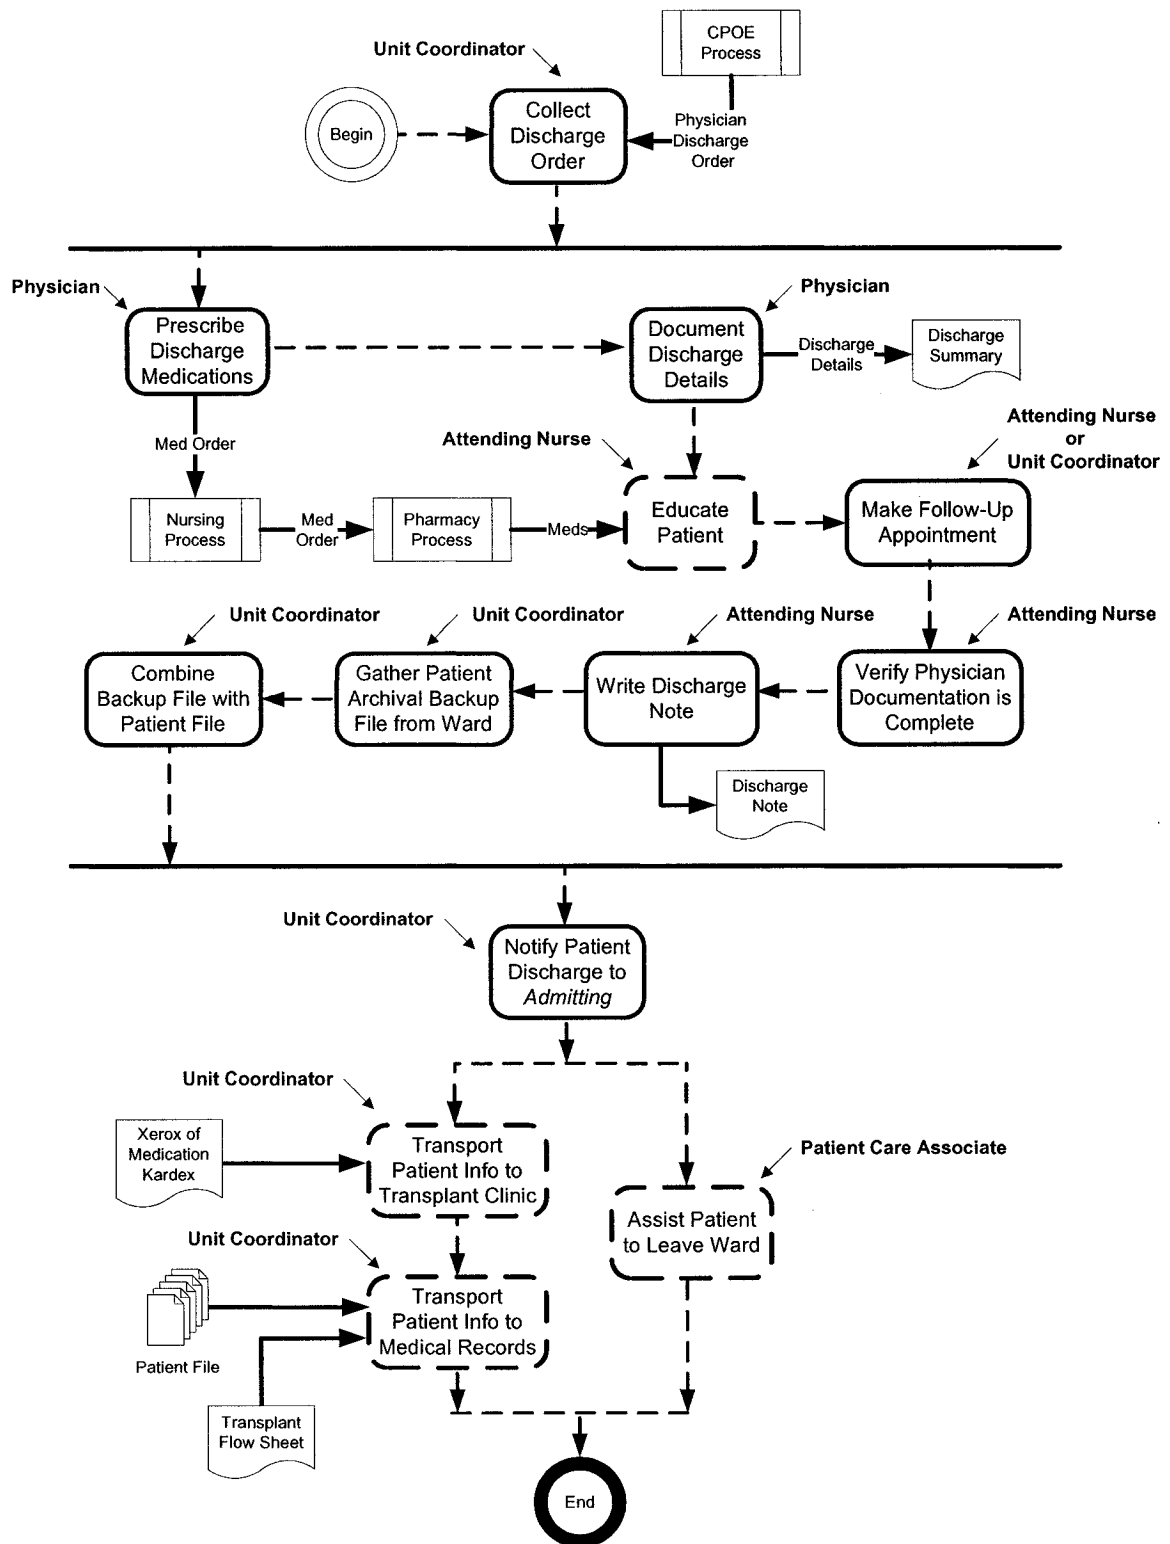 Unit Coordinator
CPOE
Process
Begin
Collect
Discharge
Order
Physician
Discharge
Order
Physician
Prescribe
Discharge
Medications
Physician
Document
Discharge
Details
Discharge
Details
Discharge
Summary
Med Order
Attending Nurse
Attending Nurse
or
Unit Coordinator
Nursing
Process
Med
Order
Pharmacy
Process
Meds
Educate
Patient
Make Follow-Up
Appointment
Unit Coordinator
Unit Coordinator
Attending Nurse
Attending Nurse
Combine
Backup File with
Patient File
Gather Patient
Archival Backup
File from Ward
Write Discharge
Note
Verify Physician
Documentation is
Complete
Discharge
Note
Unit Coordinator
Notify Patient
Discharge to
Admitting
Unit Coordinator
Xerox of
Medication
Kardex
Transport
Patient Info to
Transplant Clinic
Patient Care Associate
Assist Patient
to Leave Ward
Unit Coordinator
Transport
Patient Info to
Medical Records
Patient File
Transplant
Flow Sheet
End